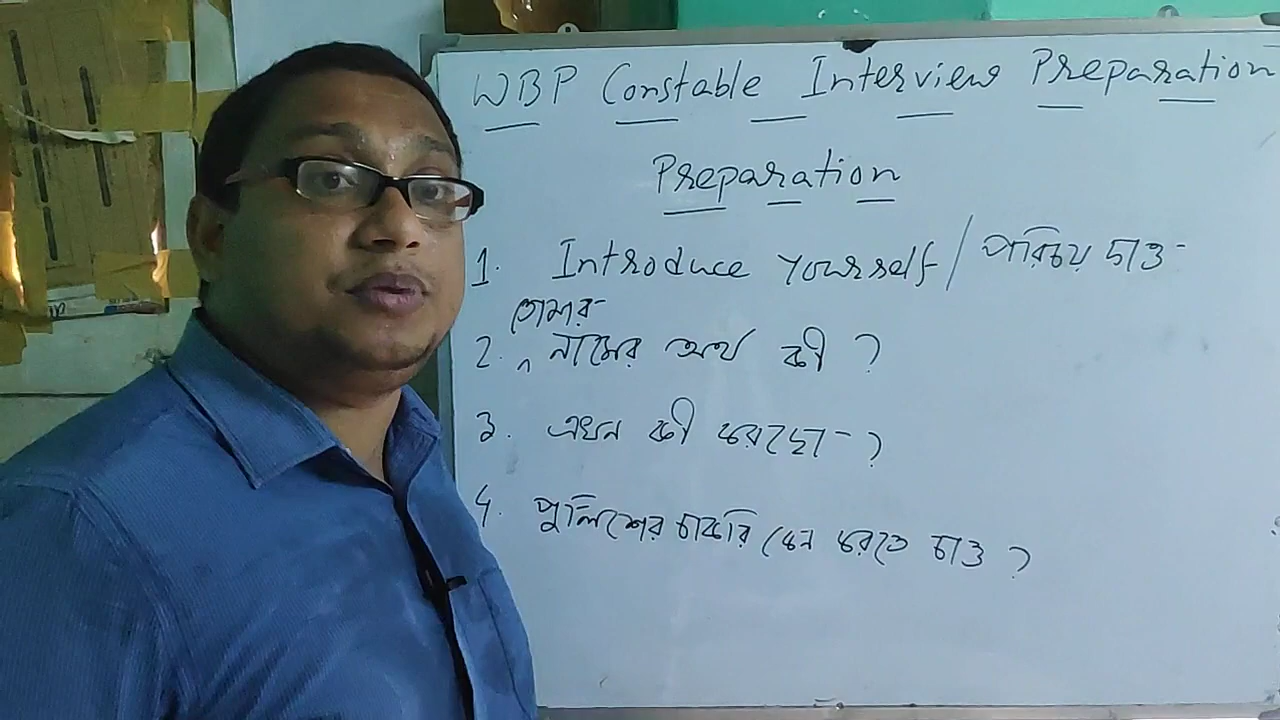 WBP Constable Interview Preparation
Preparation
1. Introduce Yourself / পরিচয় দাও
তোমার
2. নামের অর্থ কী ?
3. এখন কী করছো ?
4. পুলিশের চাকরি কেন করতে চাও ?